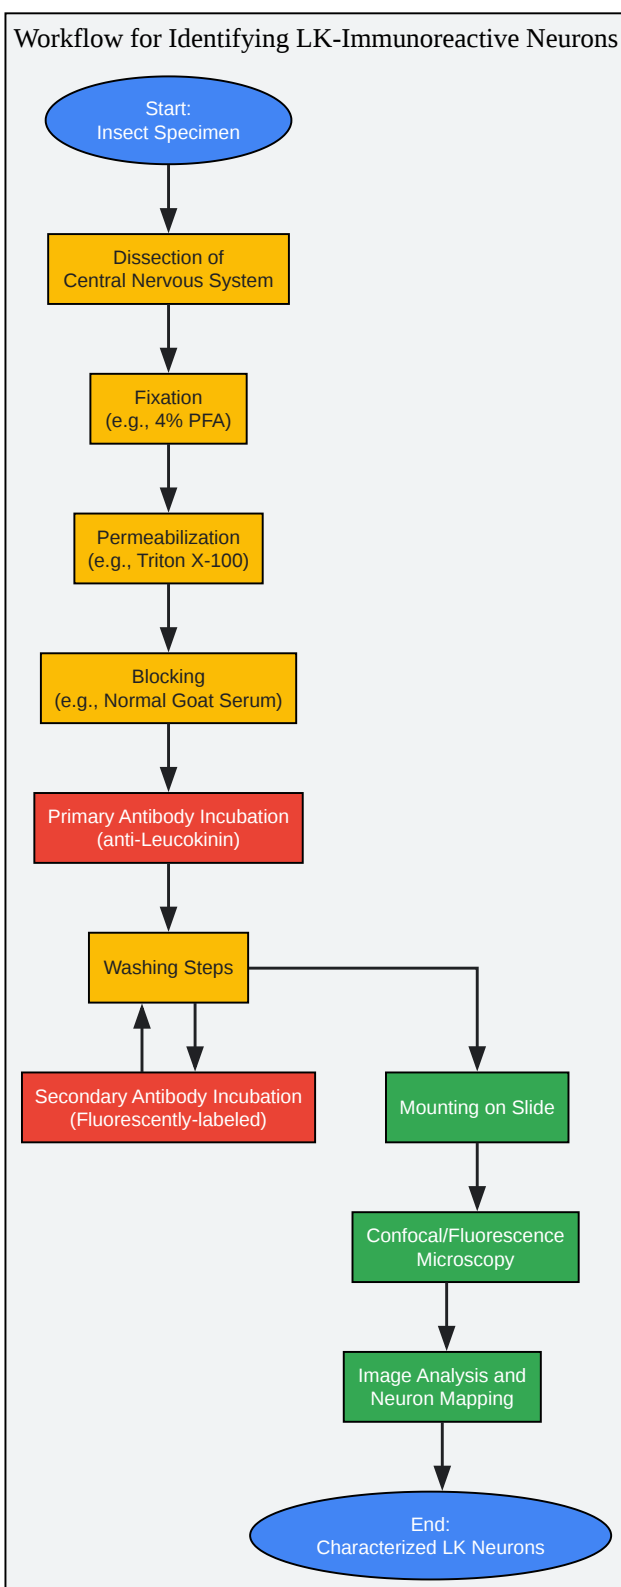 Workflow for Identifying LK-Immunoreactive Neurons
Start:
Insect Specimen
Dissection of
Central Nervous System
Fixation
(e.g., 4% PFA)
Permeabilization
(e.g., Triton X-100)
Blocking
(e.g., Normal Goat Serum)
Primary Antibody Incubation
(anti-Leucokinin)
Washing Steps
Secondary Antibody Incubation
(Fluorescently-labeled)
Mounting on Slide
Confocal/Fluorescence
Microscopy
Image Analysis and
Neuron Mapping
End:
Characterized LK Neurons